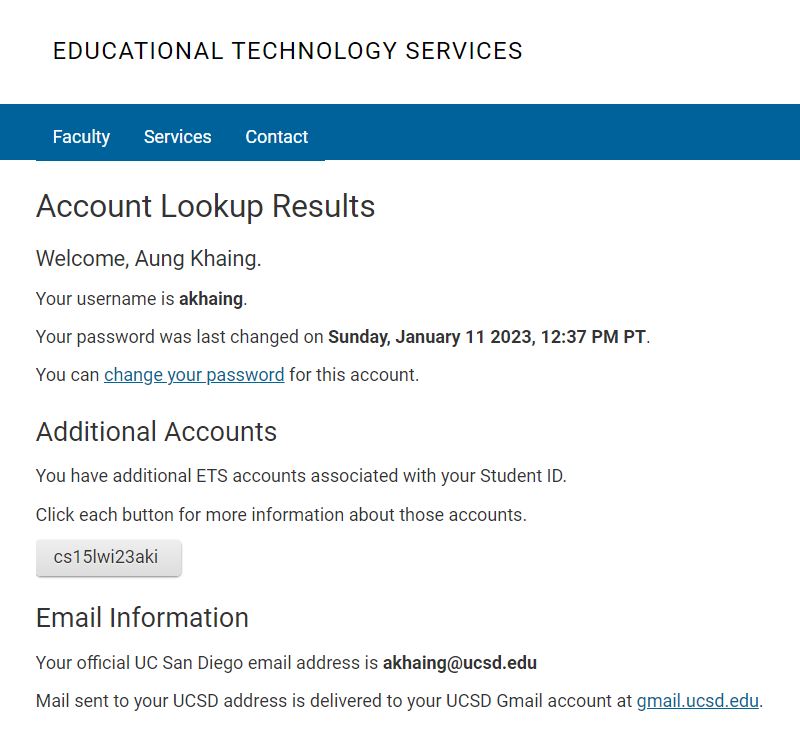 EDUCATIONAL TECHNOLOGY SERVICES
Faculty Services Contact
Account Lookup Results
Welcome, Aung Khaing.
Your username is akhaing.
Your password was last changed on Sunday, January 11 2023, 12:37 PM PT.
You can change your password for this account.
Additional Accounts
You have additional ETS accounts associated with your Student ID.
Click each button for more information about those accounts.
cs15lwi23aki
Email Information
Your official UC San Diego email address is akhaing@ucsd.edu
Mail sent to your UCSD address is delivered to your UCSD Gmail account at gmail.ucsd.edu.